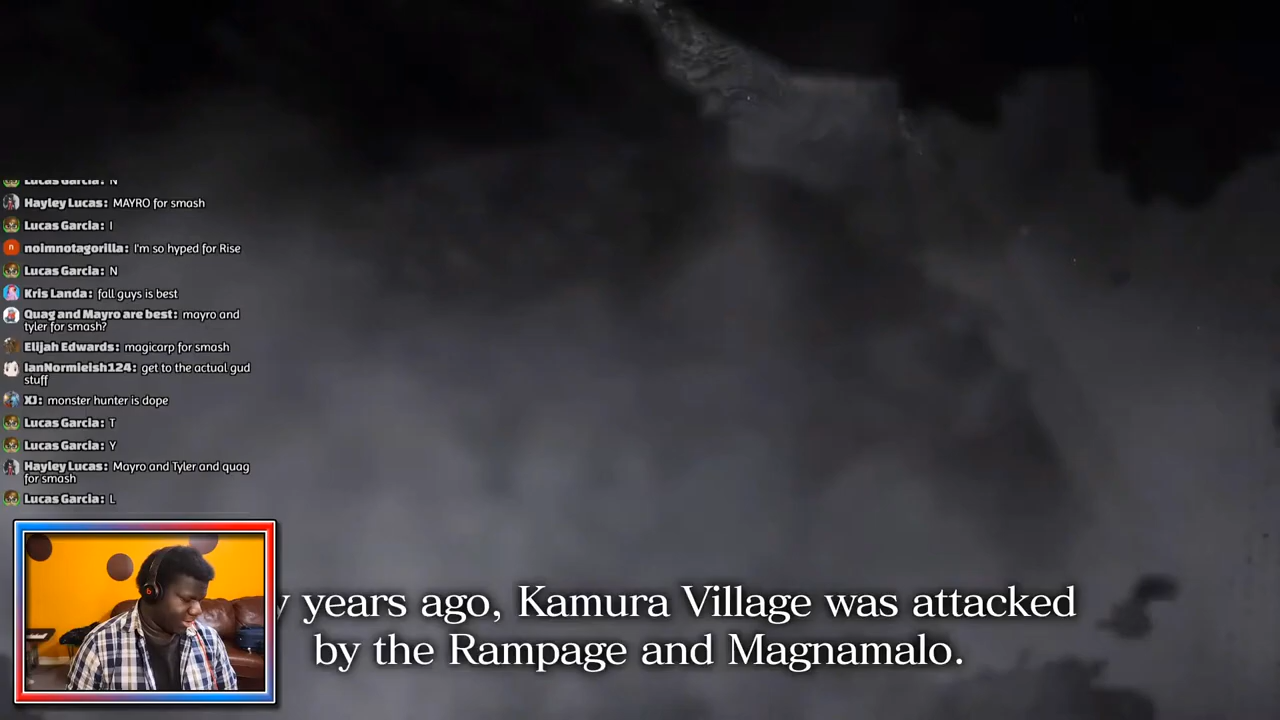 Lucas Garcia: N
Hayley Lucas: MAYRO for smash
Lucas Garcia: I
n noimnotagorilla: I'm so hyped for Rise
Lucas Garcia: N
Kris Landa: fall guys is best
Quag and Mayro are best: mayro and
tyler for smash?
Elijah Edwards: magicarp for smash
IanNormieish124: get to the actual gud
stuff
XJ: monster hunter is dope
Lucas Garcia: T
Lucas Garcia: Y
Hayley Lucas: Mayro and Tyler and quag
for smash
Lucas Garcia: L
y years ago, Kamura Village was attacked
by the Rampage and Magnamalo.